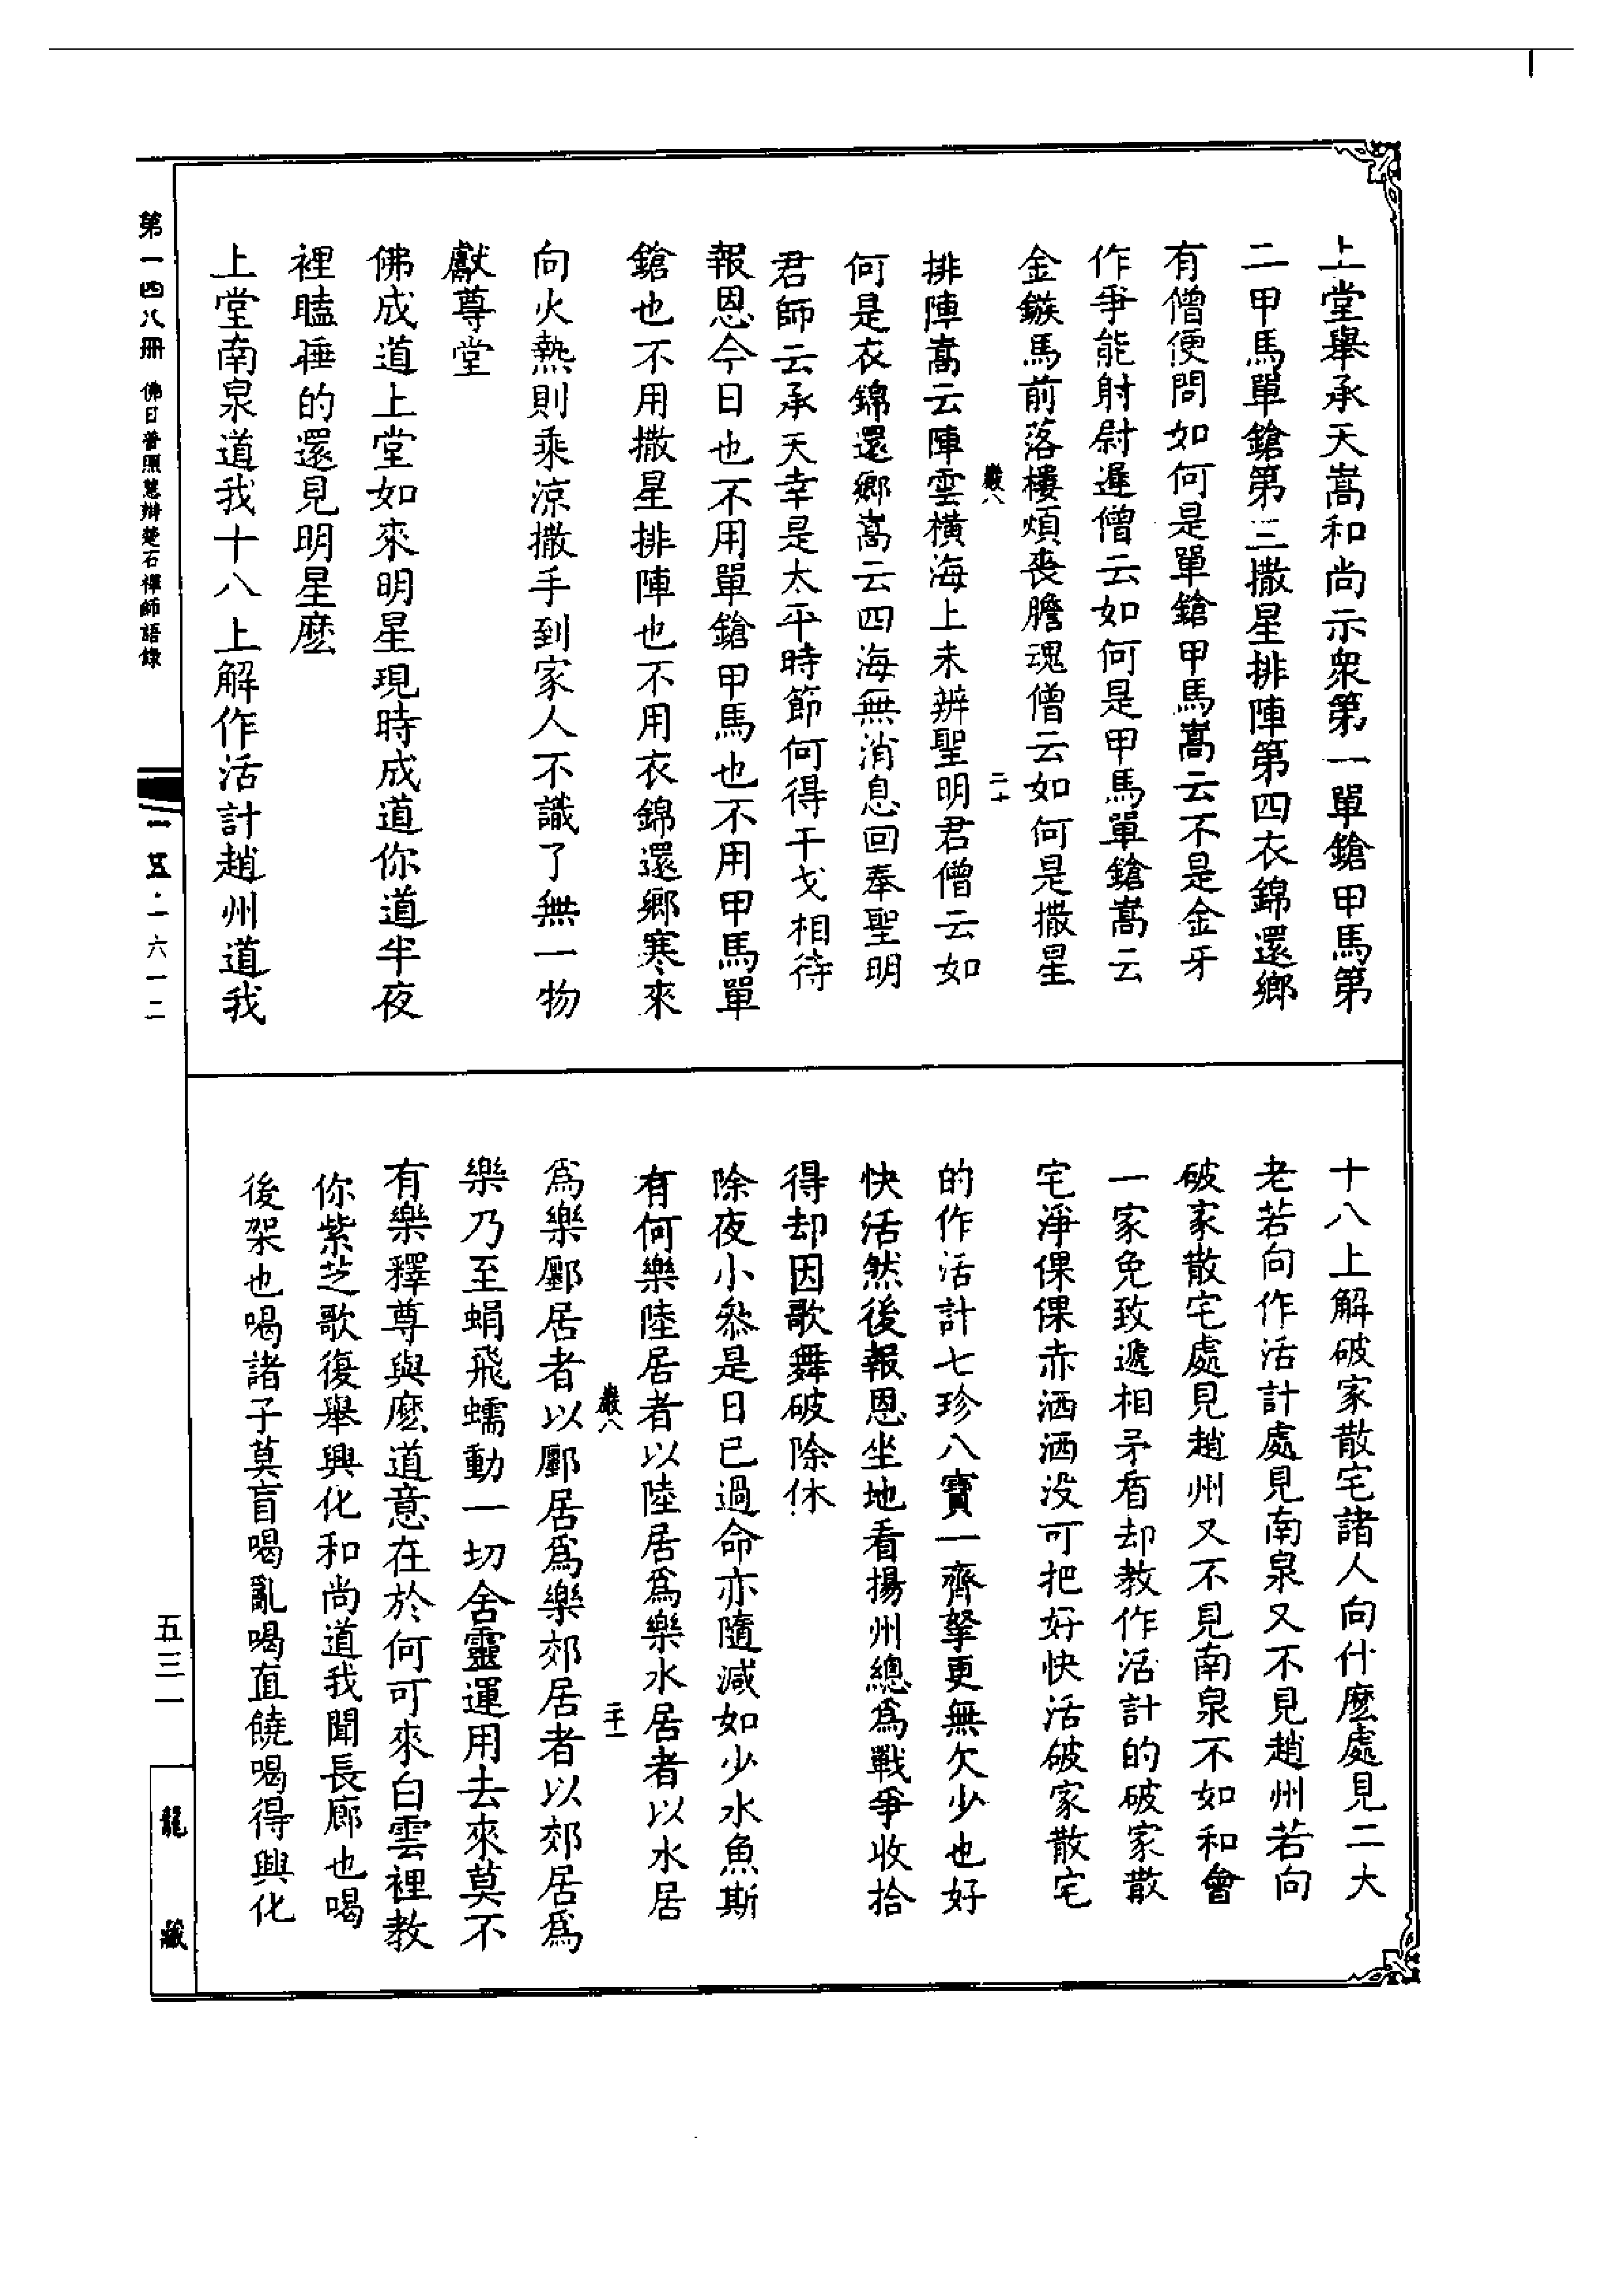 上堂舉承天嵩和尚示衆第一單鎗甲馬第
二甲馬單鎗第三撒星排陣第四衣錦還鄉
有僧便問如何是單鎗甲馬嵩云不是金牙
作爭能射尉遲僧云如何是甲馬單鎗嵩云
金鏃馬前落樓煩喪膽魂僧云如何是撒星
巖八
二十
排陣嵩云陣雲橫海上未辨聖明君僧云如
何是衣錦還鄉嵩云四海無消息回奉聖明
君師云承天幸是太平時節何得干戈相待
報恩今日也不用單鎗甲馬也不用甲馬單
鎗也不用撒星排陣也不用衣錦還鄉寒來
向火熱則乘涼撒手到家人不識了無一物
獻尊堂
佛成道上堂如來明星現時成道你道半夜
裡瞌睡的還見明星麼
上堂南泉道我十八上解作活計趙州道我
十八上解破家散宅諸人向什麼處見二大
老若向作活計處見南泉又不見趙州若向
破家散宅處見趙州又不見南泉不如和會
一家免致遞相矛盾却教作活計的破家散
宅淨倮倮赤洒洒没可把好快活破家散宅
的作活計七珍八寶一齊拏更無欠少也好
快活然後報恩坐地看揚州總爲戰爭收拾
得却因歌舞破除休
除夜小叅是日已過命亦隨減如少水魚斯
有何樂陸居者以陸居爲樂水居者以水居
巖八
二十一
爲樂鄽居者以鄽居爲樂郊居者以郊居爲
樂乃至蜎飛蠕動一切含靈運用去來莫不
有樂釋尊與麼道意在於何可來白雲裡教
你紫芝歌復舉興化和尚道我聞長廊也喝
後架也喝諸子莫盲喝亂喝直饒喝得興化
第一四八冊 佛日普照慧辯楚石禪師語錄
一五五·一六一二
五三一
龍藏